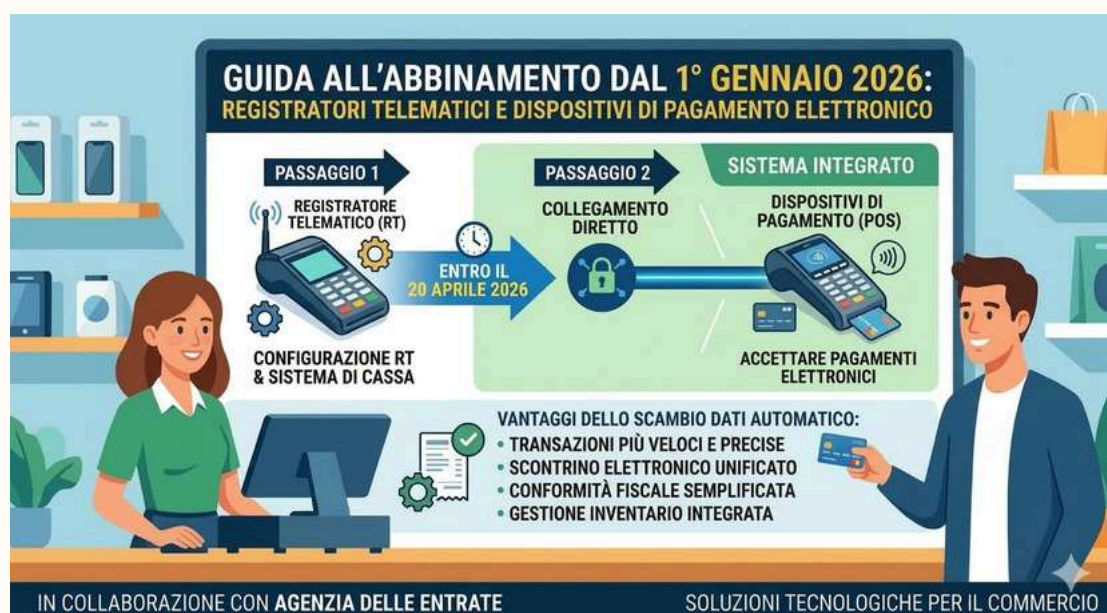 GUIDA ALL'ABBINAMENTO DAL 1° GENNAIO 2026:
REGISTRATORI TELEMATICI E DISPOSITIVI DI PAGAMENTO ELETTRONICO
PASSAGGIO 1
REGISTRATORE
TELEMATICO (RT)
CONFIGURAZIONE RT
& SISTEMA DI CASSA
ENTRO IL
20 APRILE 2026
PASSAGGIO 2
COLLEGAMENTO
DIRETTO
SISTEMA INTEGRATO
DISPOSITIVI DI
PAGAMENTO (POS)
ACCETTARE PAGAMENTI
ELETTRONICI
VANTAGGI DELLO SCAMBIO DATI AUTOMATICO:
• TRANSAZIONI PIÙ VELOCI E PRECISE
• SCONTRINO ELETTRONICO UNIFICATO
• CONFORMITÀ FISCALE SEMPLIFICATA
• GESTIONE INVENTARIO INTEGRATA
IN COLLABORAZIONE CON AGENZIA DELLE ENTRATE
SOLUZIONI TECNOLOGICHE PER IL COMMERCIO